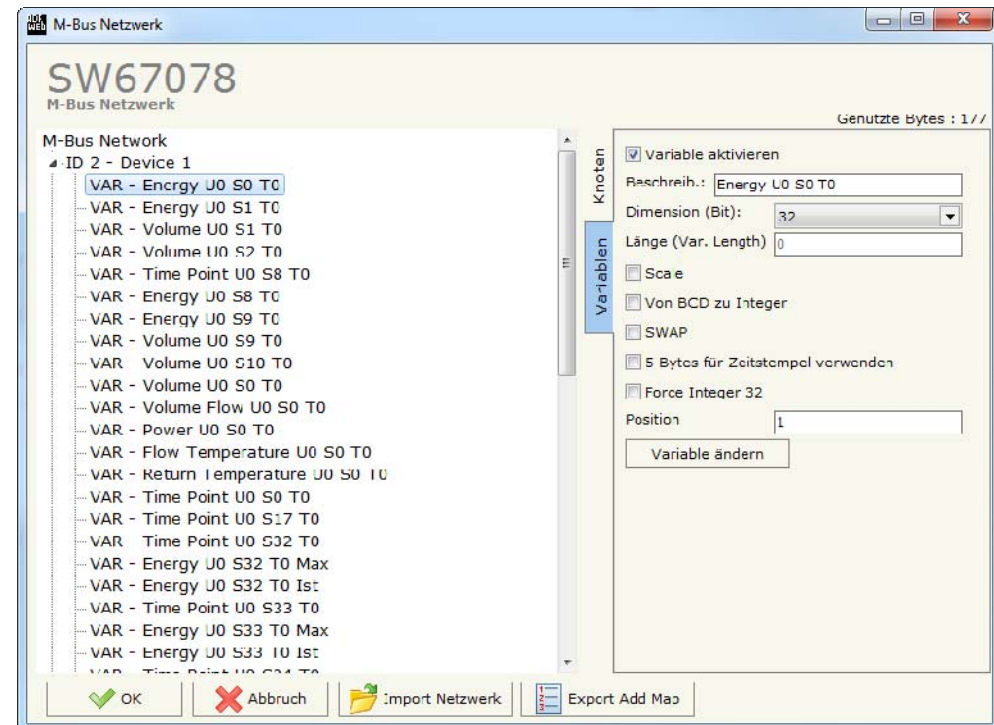 M-Bus Netzwerk
SW67078
M-Bus Netzwerk
Genutzte Bytes : 177
M-Bus Network
ID 2 - Device 1
VAR - Energy U0 S0 T0
VAR - Energy U0 S1 T0
VAR - Volume U0 S1 T0
VAR - Volume U0 S2 T0
VAR - Time Point U0 S8 T0
VAR - Energy U0 S8 T0
VAR - Energy U0 S9 T0
VAR - Volume U0 S9 T0
VAR Volume U0 S10 T0
VAR - Volume U0 S0 T0
VAR - Volume Flow U0 S0 T0
VAR - Power U0 S0 T0
VAR - Flow Temperature U0 S0 T0
VAR - Return Temperature U0 S0 T0
VAR - Time Point U0 S0 T0
VAR - Time Point U0 S17 T0
VAR Time Point U0 S32 T0
VAR - Energy U0 S32 T0 Max
VAR - Energy U0 S32 T0 Ist
VAR - Time Point U0 S33 T0
VAR - Energy U0 S33 T0 Max
VAR - Energy U0 S33 T0 Ist
VAR - Time Point U0 S34 T0
Knoten
Variablen
Variable aktivieren
Beschreib.: Energy U0 S0 T0
Dimension (Bit): 32
Länge (Var. Length) 0
Scale
Von BCD zu Integer
SWAP
5 Bytes für Zeitstempel verwenden
Force Integer 32
Position 1
Variable ändern
OK
Abbruch
Import Netzwerk
Export Add Map